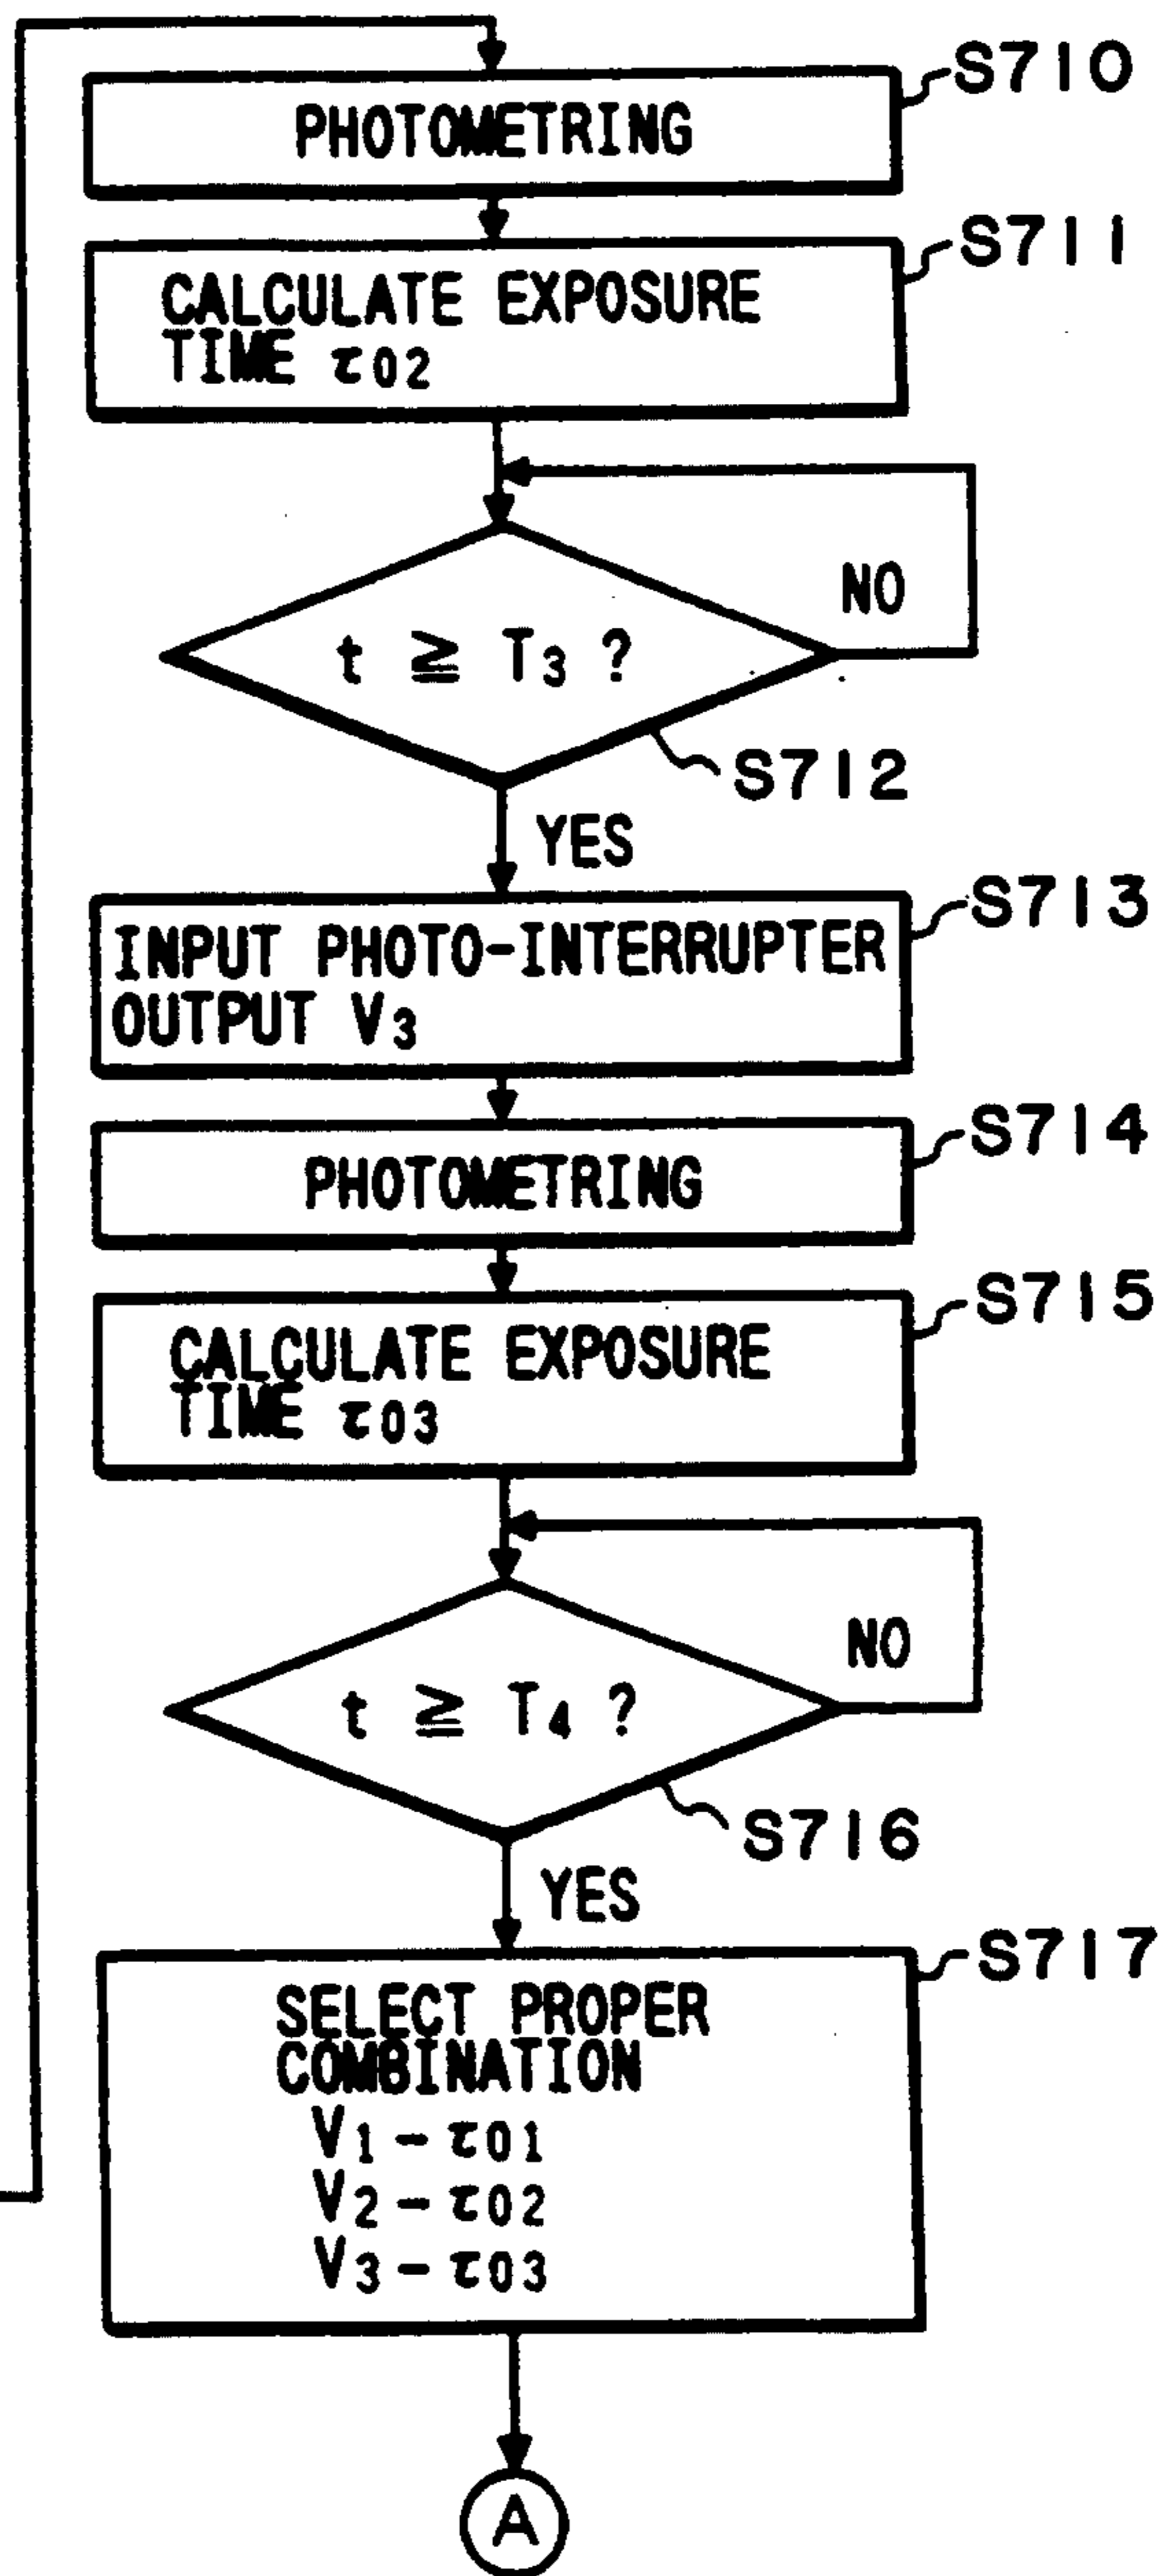 S710
PHOTOMETRING
S711
CALCULATE EXPOSURE
TIME τ02
NO
t ≧ T3 ?
S712
YES
S713
INPUT PHOTO-INTERRUPTER
OUTPUT V3
S714
PHOTOMETRING
S715
CALCULATE EXPOSURE
TIME τ03
NO
t ≧ T4 ?
S716
YES
S717
SELECT PROPER
COMBINATION
V1 – τ01
V2 – τ02
V3 – τ03
A